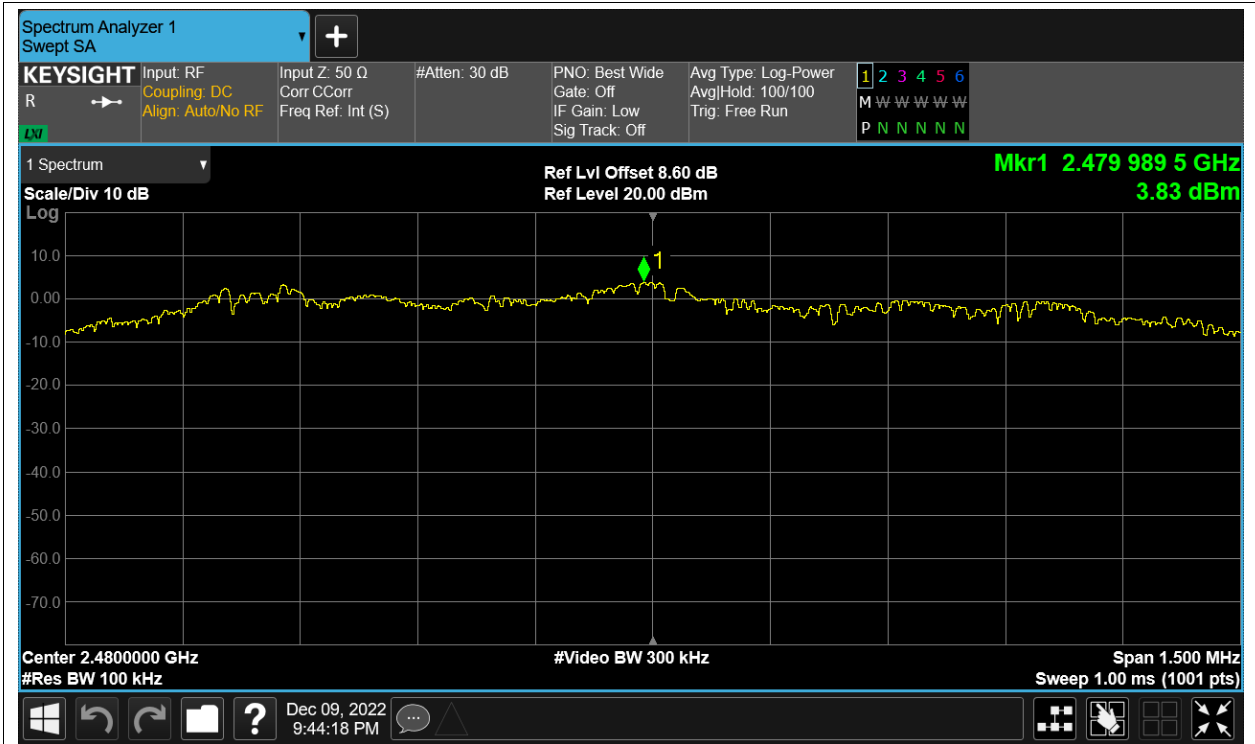 Spectrum Analyzer 1
Swept SA
KEYSIGHT
R
LXI
Input: RF
Coupling: DC
Align: Auto/No RF
Input Z: 50 Ω
Corr CCorr
Freq Ref: Int (S)
#Atten: 30 dB
PNO: Best Wide
Gate: Off
IF Gain: Low
Sig Track: Off
Avg Type: Log-Power
Avg|Hold: 100/100
Trig: Free Run
1 2 3 4 5 6
M W W W W W
P N N N N N
1 Spectrum
Scale/Div 10 dB
Log
Ref Lvl Offset 8.60 dB
Ref Level 20.00 dBm
Mkr1 2.479 989 5 GHz
3.83 dBm
1
10.0
0.00
-10.0
-20.0
-30.0
-40.0
-50.0
-60.0
-70.0
Center 2.4800000 GHz
#Res BW 100 kHz
#Video BW 300 kHz
Span 1.500 MHz
Sweep 1.00 ms (1001 pts)
?
Dec 09, 2022
9:44:18 PM